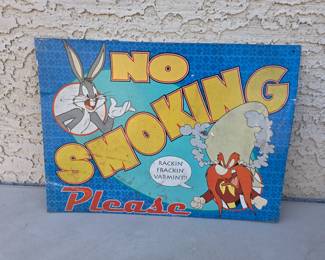 NO
SMOKING
RACKIN'
FRACKIN'
VARMINT!!
Please